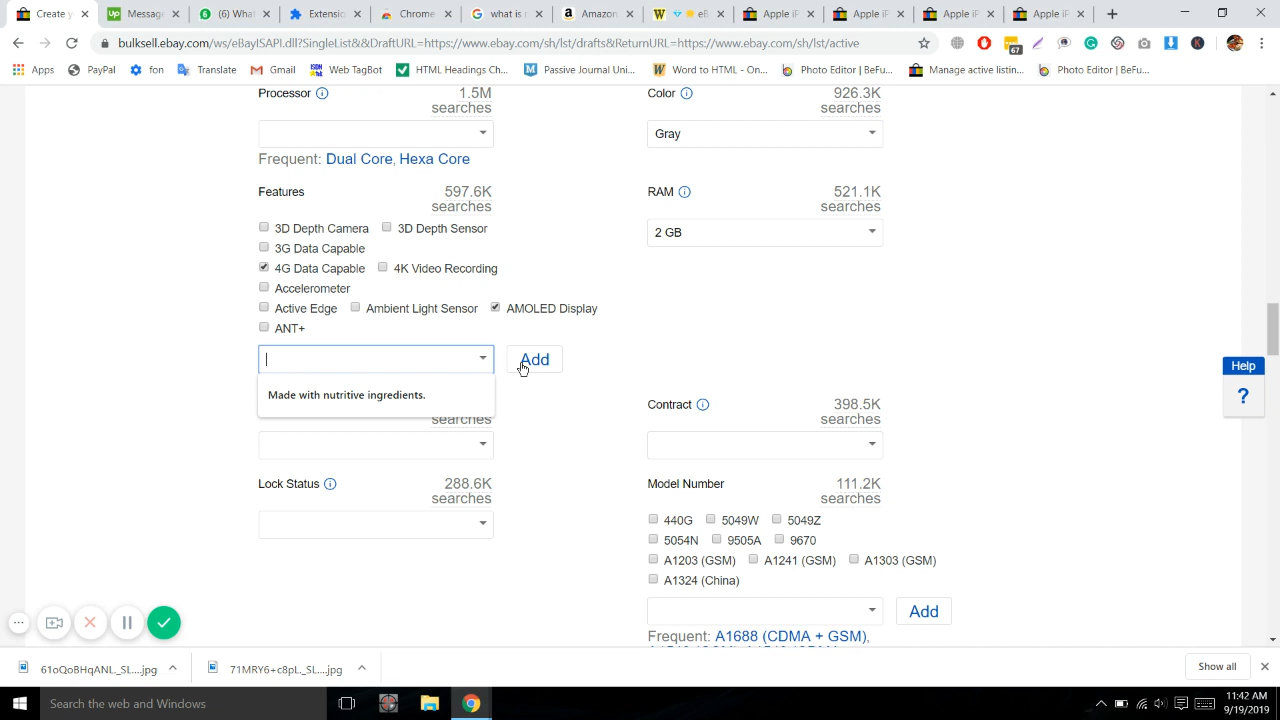 Create y
Message
(6) (Wha
Extensio
Chrome
what is
Amazon
eB
Apple iP
Apple iP
Apple iP
Apple iP
bulksell.ebay.com/ws/eBayISAPI.dll?SingleList&&DraftURL=https://www.ebay.com/sh/lst/drafts&ReturnURL=https://www.ebay.com/sh/lst/active
67
Apps PayPal fon Translate Gmail Web TagBot HTML Heading Ch... Passive Journal Uni... Word to HTML - On... Photo Editor | BeFu... Manage active listin... Photo Editor | BeFu...
Processor 1.5M
searches
Color 926.3K
searches
Gray
Frequent: Dual Core, Hexa Core
Features 597.6K
searches
RAM 521.1K
searches
2 GB
3D Depth Camera 3D Depth Sensor
3G Data Capable
4G Data Capable 4K Video Recording
Accelerometer
Active Edge Ambient Light Sensor AMOLED Display
ANT+
Add
Made with nutritive ingredients.
searches
Contract 398.5K
searches
Lock Status 288.6K
searches
Model Number 111.2K
searches
440G 5049W 5049Z
5054N 9505A 9670
A1203 (GSM) A1241 (GSM) A1303 (GSM)
A1324 (China)
Add
Frequent: A1688 (CDMA + GSM),
Help
?
61oQoBHqANL._SL....jpg
71MRY6+c8pL._SL....jpg
Show all
Search the web and Windows
11:42 AM
9/19/2019